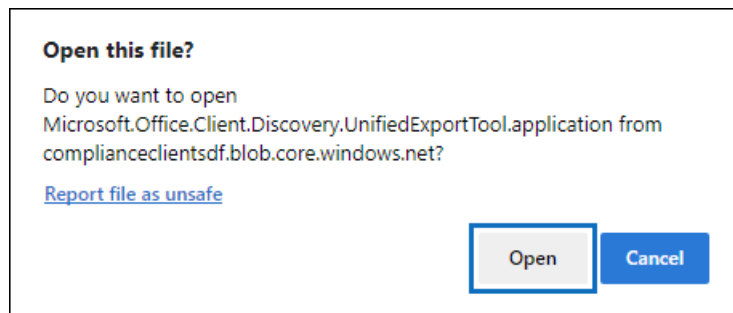 Open this file?
Do you want to open
Microsoft.Office.Client.Discovery.UnifiedExportTool.application from
complianceclientsdf.blob.core.windows.net?
Report file as unsafe
Open
Cancel